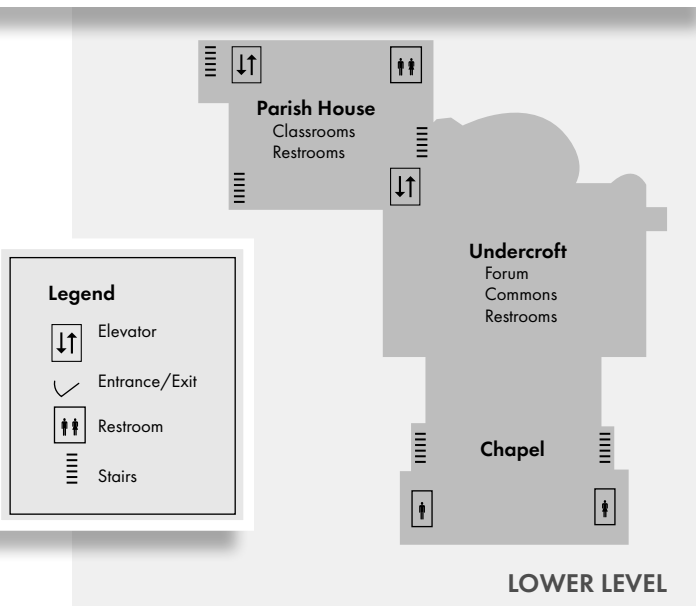 Parish House
Classrooms
Restrooms
Undercroft
Forum
Commons
Restrooms
Legend
Elevator
Entrance/Exit
Restroom
Stairs
Chapel
LOWER LEVEL